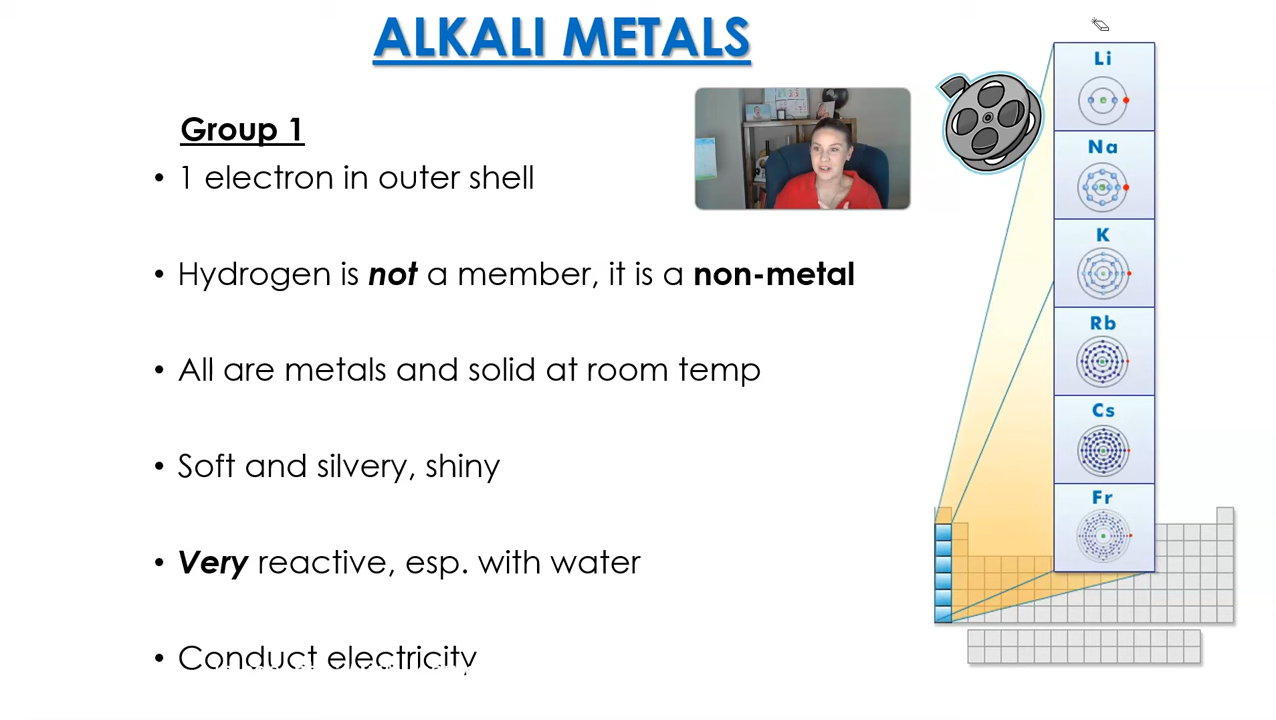 ALKALI METALS
Group 1
• 1 electron in outer shell
• Hydrogen is not a member, it is a non-metal
• All are metals and solid at room temp
• Soft and silvery, shiny
• Very reactive, esp. with water
• Conduct electricity
Li
Na
K
Rb
Cs
Fr